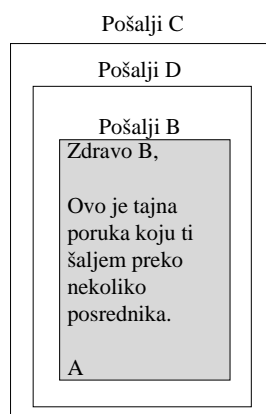 Pošalji C
Pošalji D
Pošalji B
Zdravo B,
Ovo je tajna
poruka koju ti
šaljem preko
nekoliko
posrednika.
A